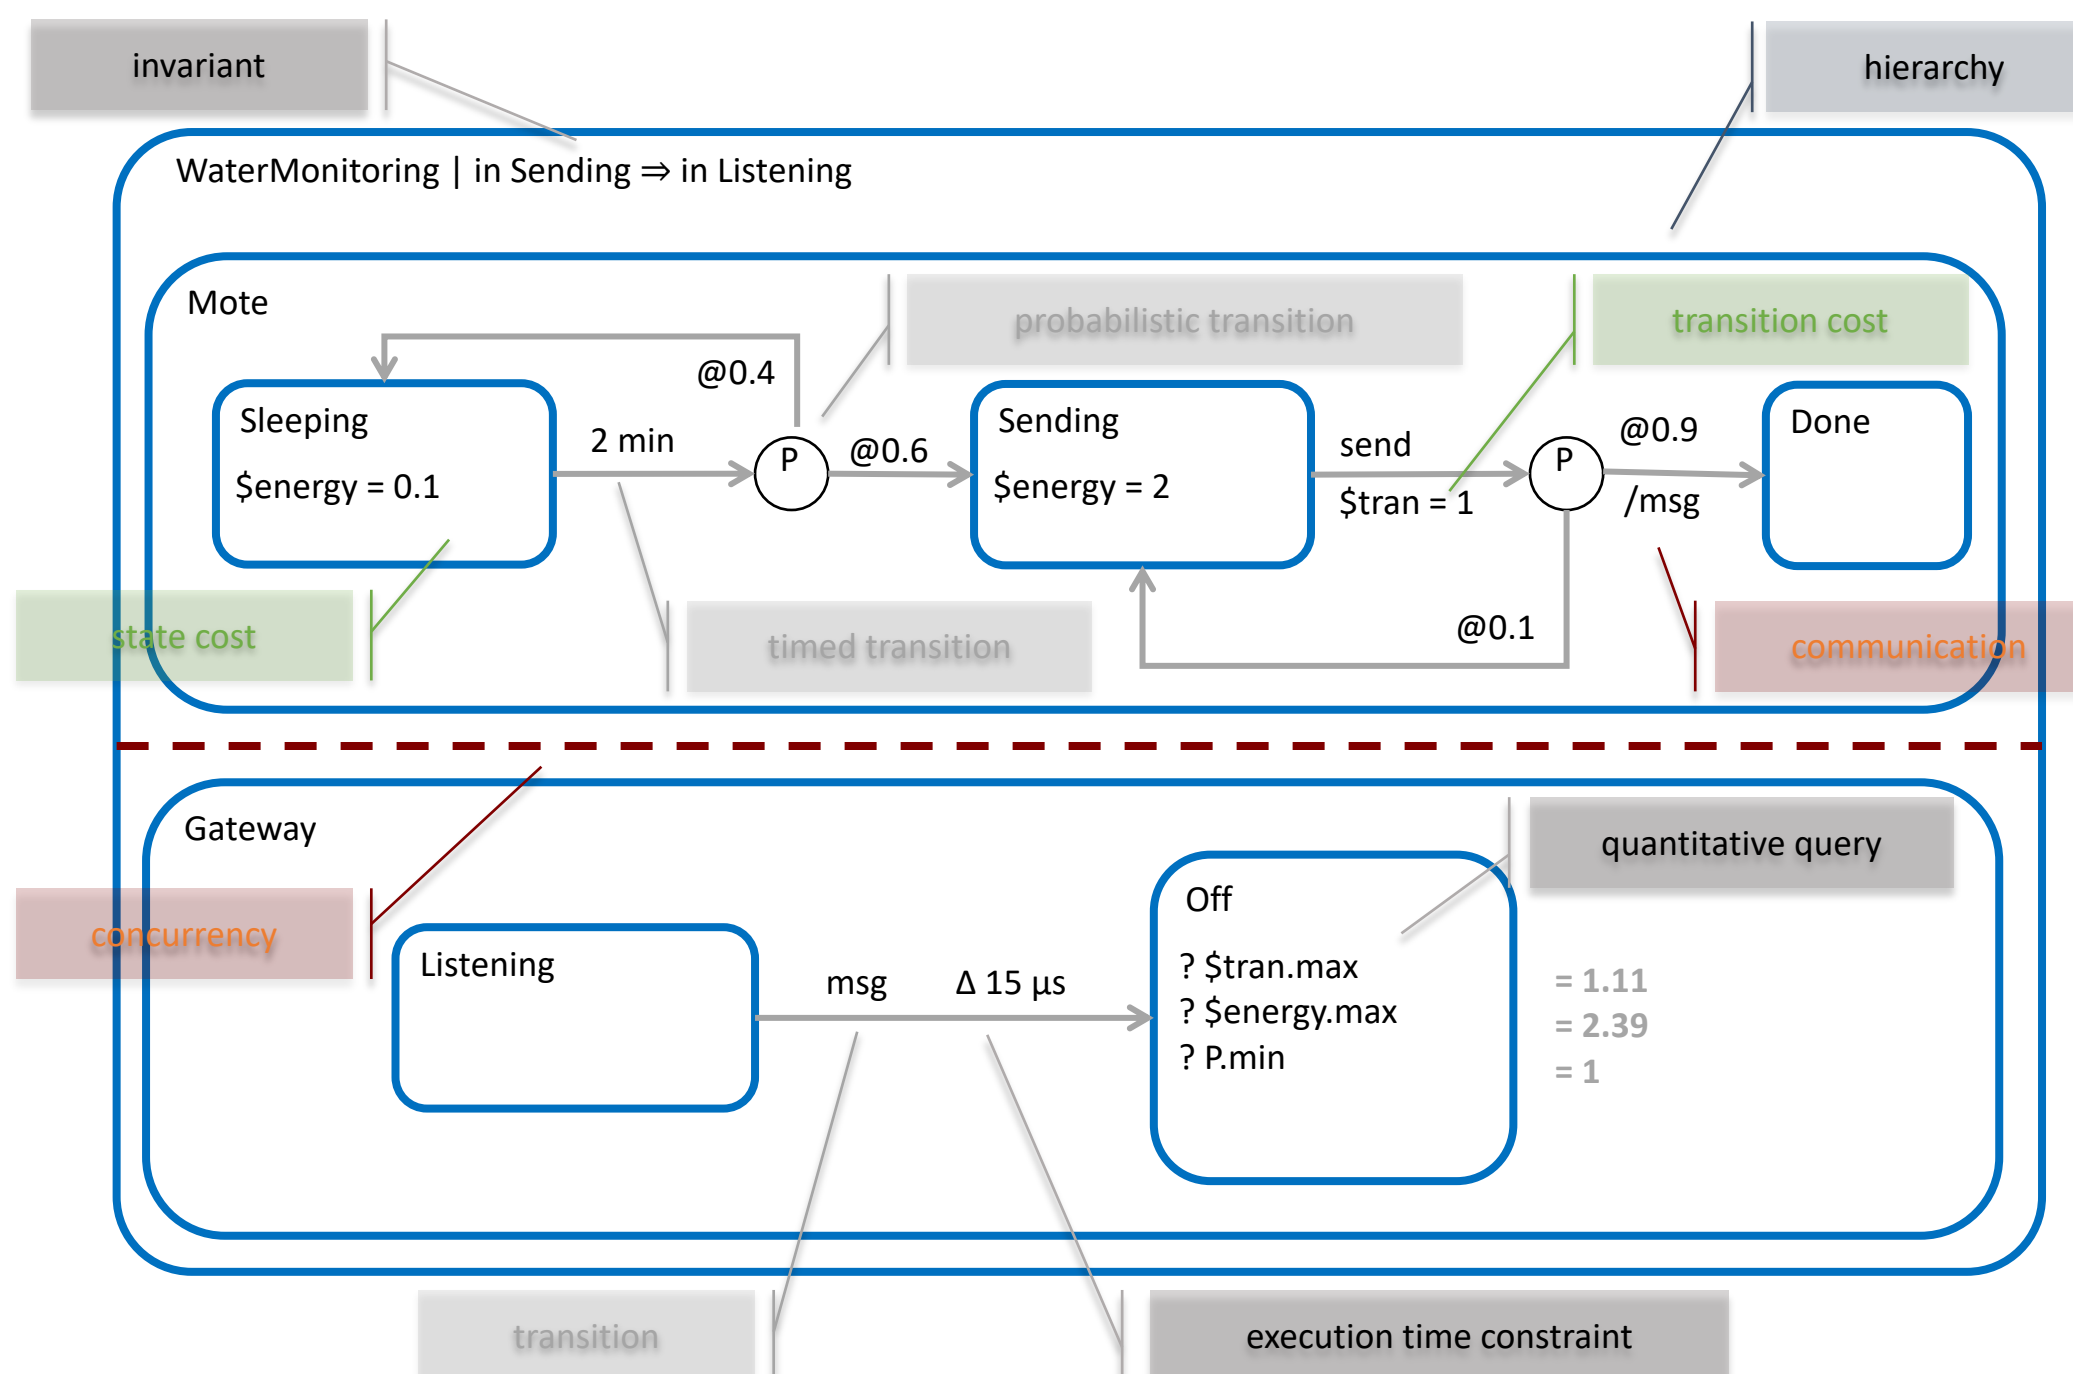 invariant
hierarchy
WaterMonitoring | in Sending ⇒ in Listening
Mote
probabilistic transition
transition cost
@0.4
Sleeping
$energy = 0.1
2 min
P
@0.6
Sending
$energy = 2
send
$tran = 1
P
@0.9
/msg
Done
state cost
timed transition
@0.1
communication
Gateway
quantitative query
concurrency
Listening
msg
Δ 15 µs
Off
? $tran.max
? $energy.max
? P.min
= 1.11
= 2.39
= 1
transition
execution time constraint